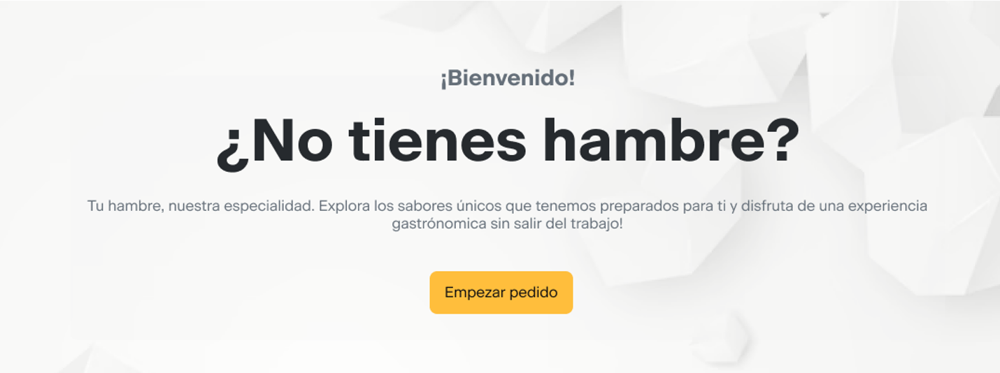 ¡Bienvenido!
¿No tienes hambre?
Tu hambre, nuestra especialidad. Explora los sabores únicos que tenemos preparados para ti y disfruta de una experiencia
gastrónomica sin salir del trabajo!
Empezar pedido